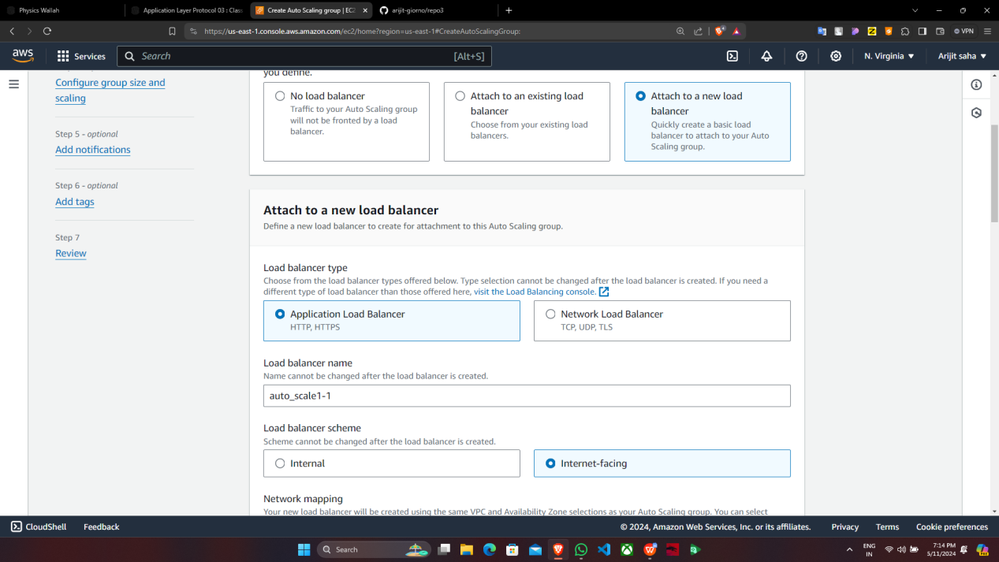 Physics Wallah
Application Layer Protocol 03 : Class
Create Auto Scaling group | EC2
arijit-giorno/repo3
https://us-east-1.console.aws.amazon.com/ec2/home?region=us-east-1#CreateAutoScalingGroup:
VPN
aws
Services
Search
[Alt+S]
N. Virginia
Arijit saha
Configure group size and
scaling
Step 5 - optional
Add notifications
Step 6 - optional
Add tags
Step 7
Review
you define.
No load balancer
Traffic to your Auto Scaling group
will not be fronted by a load
balancer.
Attach to an existing load
balancer
Choose from your existing load
balancers.
Attach to a new load
balancer
Quickly create a basic load
balancer to attach to your Auto
Scaling group.
Attach to a new load balancer
Define a new load balancer to create for attachment to this Auto Scaling group.
Load balancer type
Choose from the load balancer types offered below. Type selection cannot be changed after the load balancer is created. If you need a
different type of load balancer than those offered here, visit the Load Balancing console.
Application Load Balancer
HTTP, HTTPS
Network Load Balancer
TCP, UDP, TLS
Load balancer name
Name cannot be changed after the load balancer is created.
auto_scale1-1
Load balancer scheme
Scheme cannot be changed after the load balancer is created.
Internal
Internet-facing
Network mapping
Your new load balancer will be created using the same VPC and Availability Zone selections as your Auto Scaling group. You can select
CloudShell
Feedback
© 2024, Amazon Web Services, Inc. or its affiliates.
Privacy
Terms
Cookie preferences
Search
ENG
IN
7:14 PM
5/11/2024